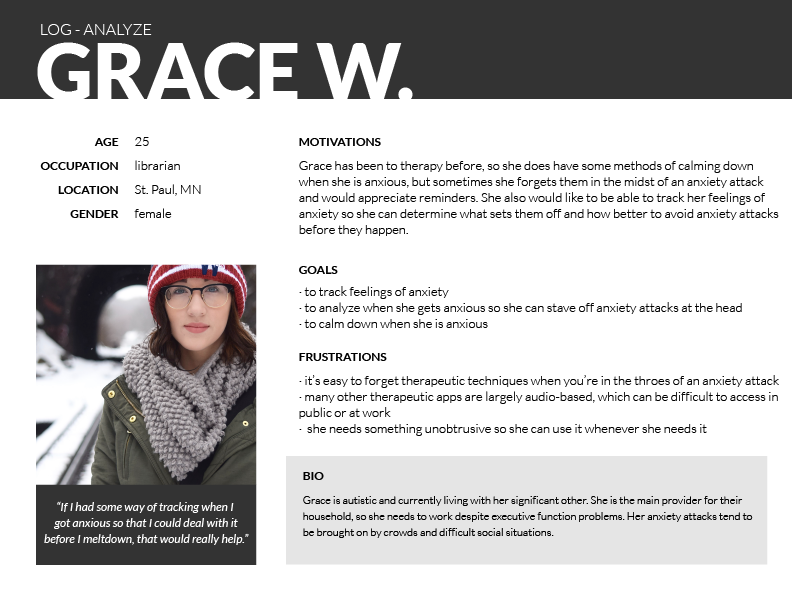 LOG - ANALYZE
GRACE W.
AGE 25
OCCUPATION librarian
LOCATION St. Paul, MN
GENDER female
MOTIVATIONS
Grace has been to therapy before, so she does have some methods of calming down
when she is anxious, but sometimes she forgets them in the midst of an anxiety attack
and would appreciate reminders. She also would like to be able to track her feelings of
anxiety so she can determine what sets them off and how better to avoid anxiety attacks
before they happen.
GOALS
· to track feelings of anxiety
· to analyze when she gets anxious so she can stave off anxiety attacks at the head
· to calm down when she is anxious
FRUSTRATIONS
· it's easy to forget therapeutic techniques when you're in the throes of an anxiety attack
· many other therapeutic apps are largely audio-based, which can be difficult to access in
public or at work
· she needs something unobtrusive so she can use it whenever she needs it
"If I had some way of tracking when I
got anxious so that I could deal with it
before I meltdown, that would really help."
BIO
Grace is autistic and currently living with her significant other. She is the main provider for their
household, so she needs to work despite executive function problems. Her anxiety attacks tend to
be brought on by crowds and difficult social situations.